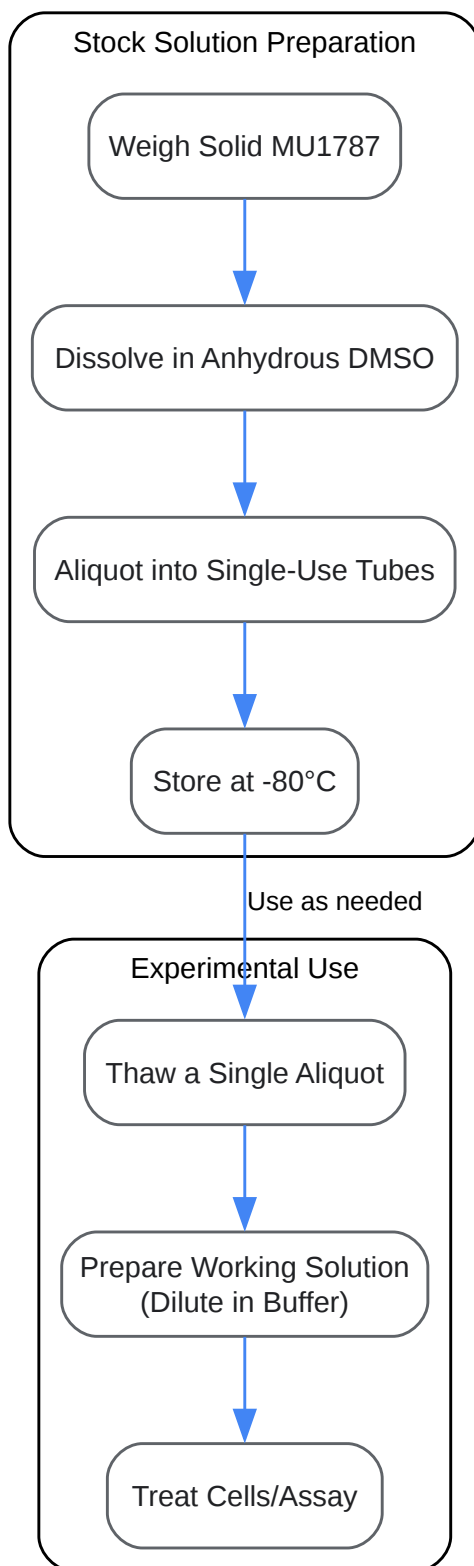 Stock Solution Preparation
Weigh Solid MU1787
Dissolve in Anhydrous DMSO
Aliquot into Single-Use Tubes
Store at -80°C
Use as needed
Experimental Use
Thaw a Single Aliquot
Prepare Working Solution
(Dilute in Buffer)
Treat Cells/Assay